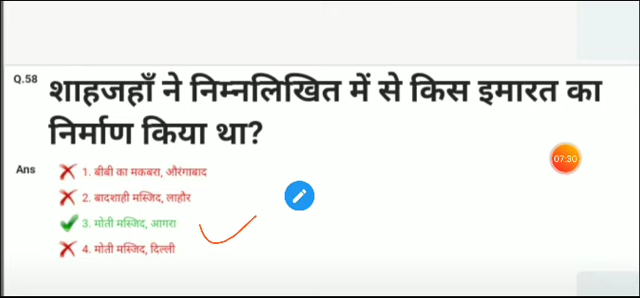 Q.58 शाहजहाँ ने निम्नलिखित में से किस इमारत का
निर्माण किया था?
07:30
Ans 1. बीबी का मकबरा, औरंगाबाद
2. बादशाही मस्जिद, लाहौर
3. मोती मस्जिद, आगरा
4. मोती मस्जिद, दिल्ली